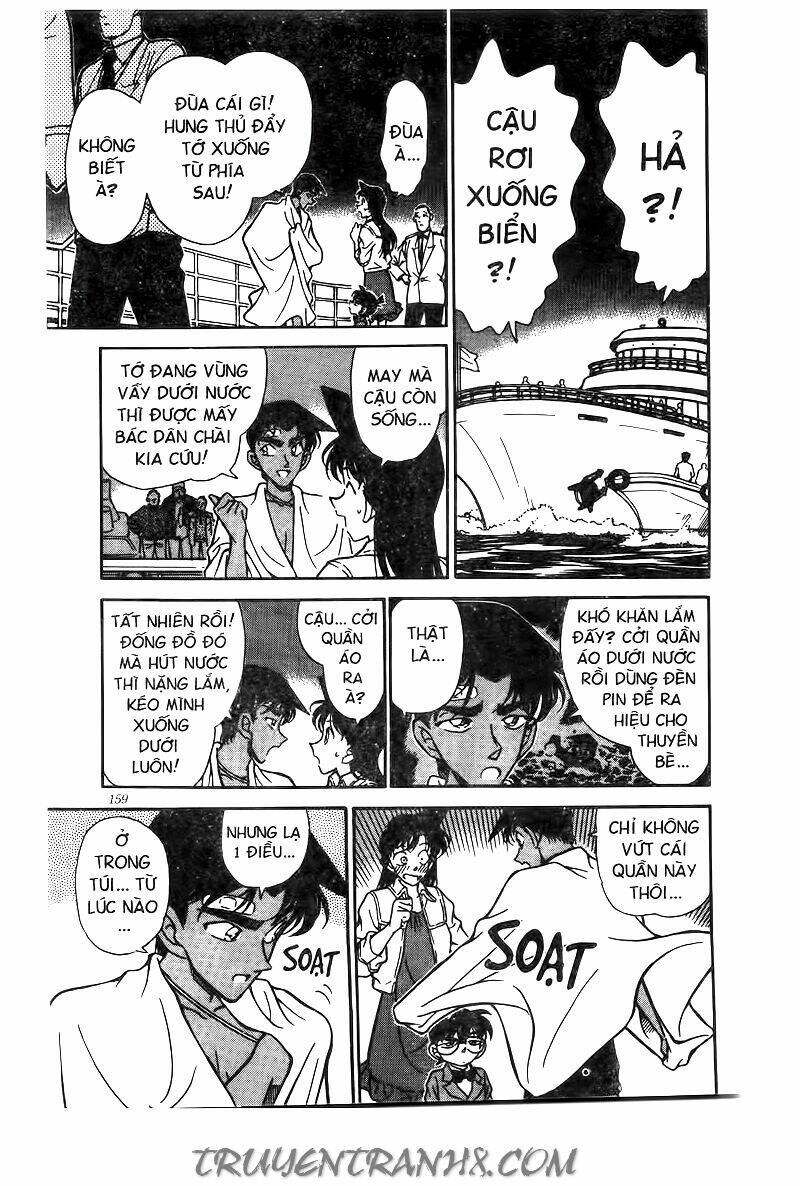 HẢ
?!
CẬU
RƠI
XUỐNG
BIỂN
?!
ĐÙA
À...
ĐÙA CÁI GÌ!
HUNG THỦ ĐẨY
TỚ XUỐNG
TỪ PHÍA
SAU!
KHÔNG
BIẾT
À?
MAY MÀ
CẬU CÒN
SỐNG...
TỚ ĐANG VÙNG
VẪY DƯỚI NƯỚC
THÌ ĐƯỢC MẤY
BÁC DÂN CHÀI
KIA CỨU!
KHÓ KHĂN LẮM
ĐẤY? CỞI QUẦN
ÁO DƯỚI NƯỚC
RỒI DÙNG ĐÈN
PIN ĐỂ RA
HIỆU CHO
THUYỀN
BÈ...
THẬT
LÀ...
CẬU... CỞI
QUẦN
ÁO
RA
À?
TẤT NHIÊN RỒI!
ĐỐNG ĐỒ ĐÓ
MÀ HÚT NƯỚC
THÌ NẶNG LẮM,
KÉO MÌNH
XUỐNG
DƯỚI
LUÔN!
159
CHỈ KHÔNG
VỨT CÁI
QUẦN NÀY
THÔI...
SOẠT
NHƯNG LẠ
1 ĐIỀU...
Ở
TRONG
TÚI... TỪ
LÚC NÀO
...
SOẠT
TRUYENTRANH8.COM